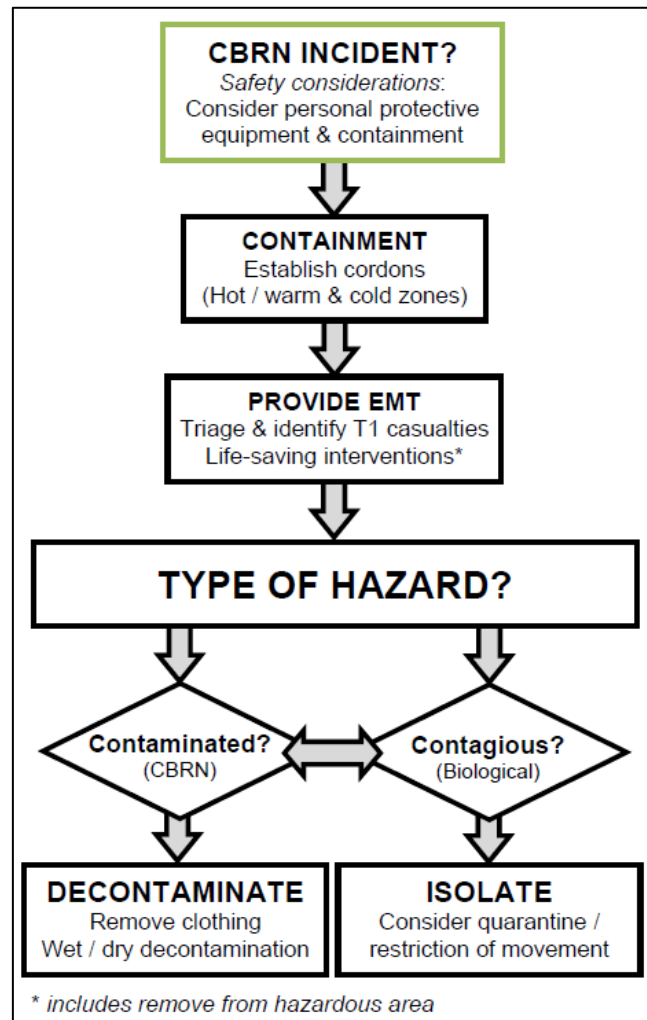 CBRN INCIDENT?
Safety considerations:
Consider personal protective
equipment & containment
CONTAINMENT
Establish cordons
(Hot / warm & cold zones)
PROVIDE EMT
Triage & identify T1 casualties
Life-saving interventions*
TYPE OF HAZARD?
Contaminated?
(CBRN)
Contagious?
(Biological)
DECONTAMINATE
Remove clothing
Wet / dry decontamination
ISOLATE
Consider quarantine /
restriction of movement
* includes remove from hazardous area